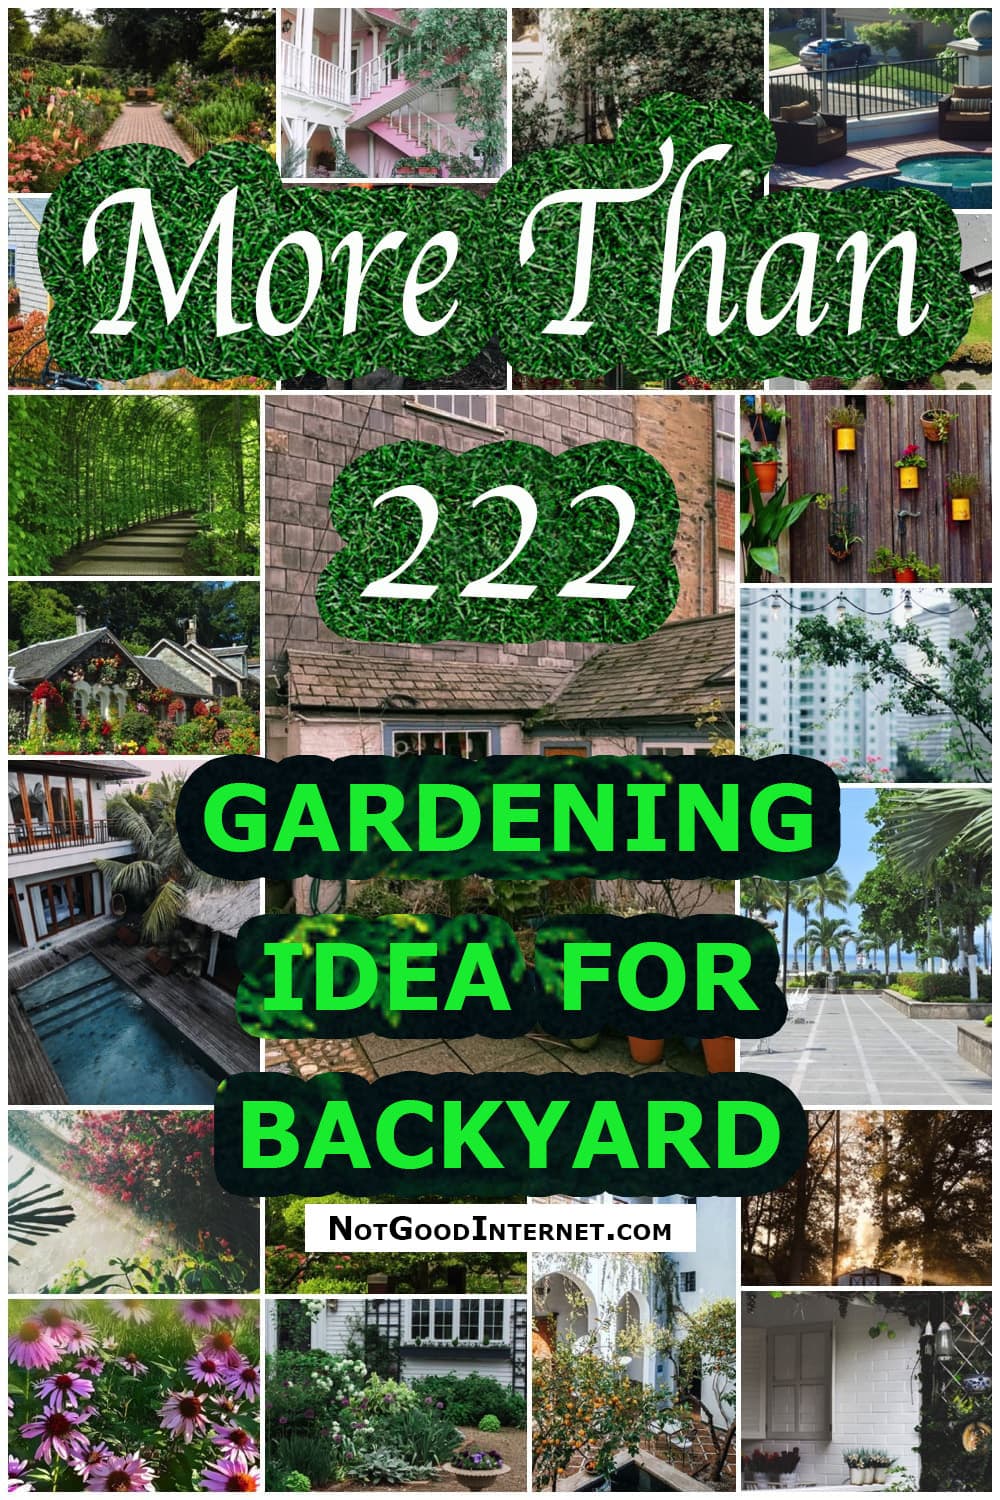 More Than
222
GARDENING
IDEA FOR
BACKYARD
NOTGOODINTERNET.COM